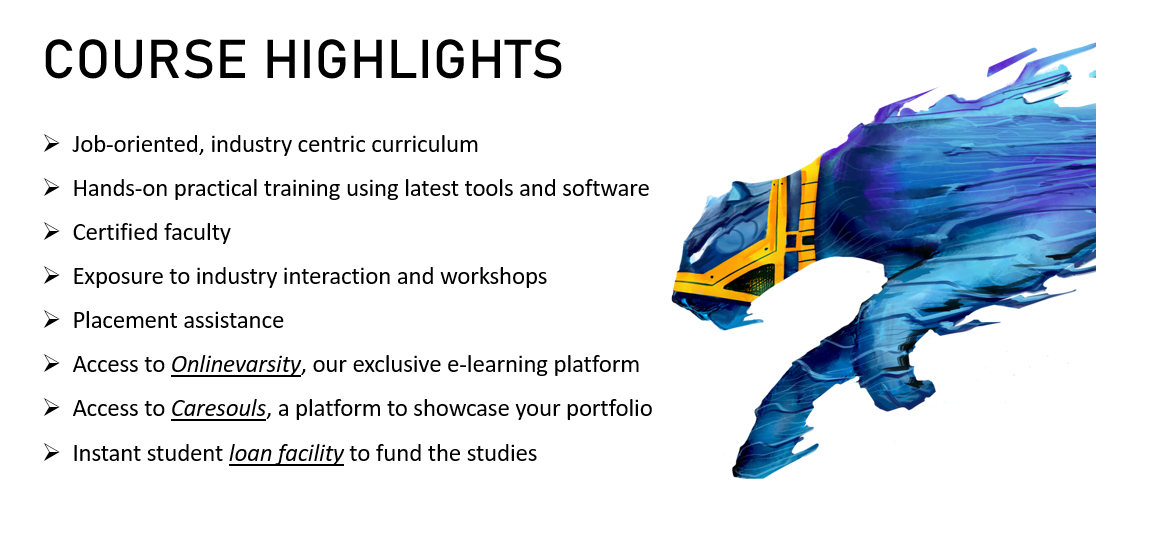 COURSE HIGHLIGHTS
➢ Job-oriented, industry centric curriculum
➢ Hands-on practical training using latest tools and software
➢ Certified faculty
➢ Exposure to industry interaction and workshops
➢ Placement assistance
➢ Access to Onlinevarsity, our exclusive e-learning platform
➢ Access to Caresouls, a platform to showcase your portfolio
➢ Instant student loan facility to fund the studies